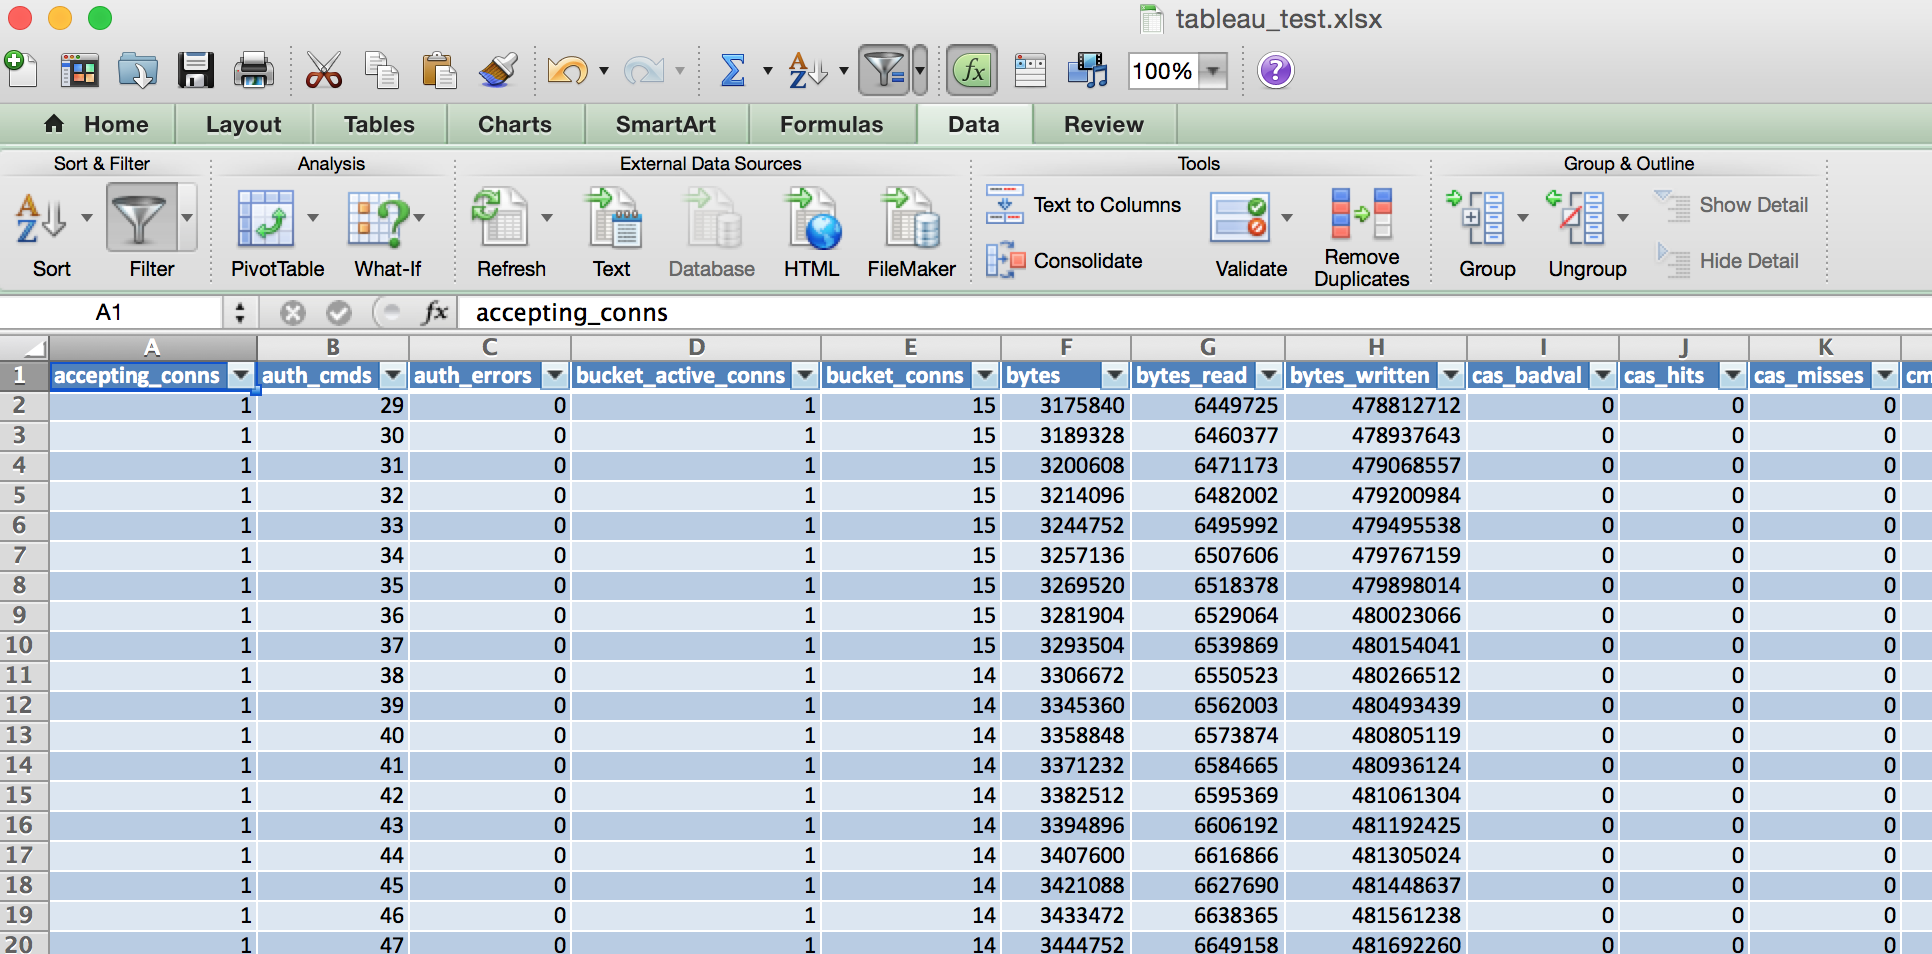 tableau_test.xlsx
100%
Home Layout Tables Charts SmartArt Formulas Data Review
Sort & Filter Analysis External Data Sources Tools Group & Outline
Sort Filter PivotTable What-If Refresh Text Database HTML FileMaker Text to Columns Consolidate Validate Remove Duplicates Group Ungroup Show Detail Hide Detail
A1 fx accepting_conns
A B C D E F G H I J K
1 accepting_conns auth_cmds auth_errors bucket_active_conns bucket_conns bytes bytes_read bytes_written cas_badval cas_hits cas_misses cm
2 1 29 0 1 15 3175840 6449725 478812712 0 0 0
3 1 30 0 1 15 3189328 6460377 478937643 0 0 0
4 1 31 0 1 15 3200608 6471173 479068557 0 0 0
5 1 32 0 1 15 3214096 6482002 479200984 0 0 0
6 1 33 0 1 15 3244752 6495992 479495538 0 0 0
7 1 34 0 1 15 3257136 6507606 479767159 0 0 0
8 1 35 0 1 15 3269520 6518378 479898014 0 0 0
9 1 36 0 1 15 3281904 6529064 480023066 0 0 0
10 1 37 0 1 15 3293504 6539869 480154041 0 0 0
11 1 38 0 1 14 3306672 6550523 480266512 0 0 0
12 1 39 0 1 14 3345360 6562003 480493439 0 0 0
13 1 40 0 1 14 3358848 6573874 480805119 0 0 0
14 1 41 0 1 14 3371232 6584665 480936124 0 0 0
15 1 42 0 1 14 3382512 6595369 481061304 0 0 0
16 1 43 0 1 14 3394896 6606192 481192425 0 0 0
17 1 44 0 1 14 3407600 6616866 481305024 0 0 0
18 1 45 0 1 14 3421088 6627690 481448637 0 0 0
19 1 46 0 1 14 3433472 6638365 481561238 0 0 0
20 1 47 0 1 14 3444752 6649158 481692260 0 0 0